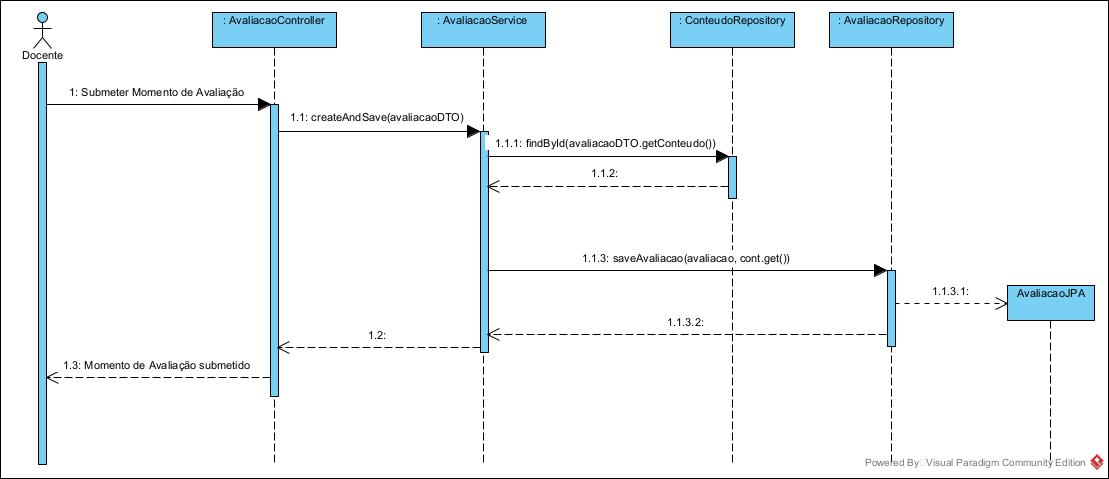 : AvaliacaoController
: AvaliacaoService
: ConteudoRepository
: AvaliacaoRepository
Docente
1: Submeter Momento de Avaliação
1.1: createAndSave(avaliacaoDTO)
1.1.1: findById(avaliacaoDTO.getConteudo())
1.1.2:
1.1.3: saveAvaliacao(avaliacao, cont.get())
1.1.3.1:
AvaliacaoJPA
1.1.3.2:
1.2:
1.3: Momento de Avaliação submetido
Powered By Visual Paradigm Community Edition